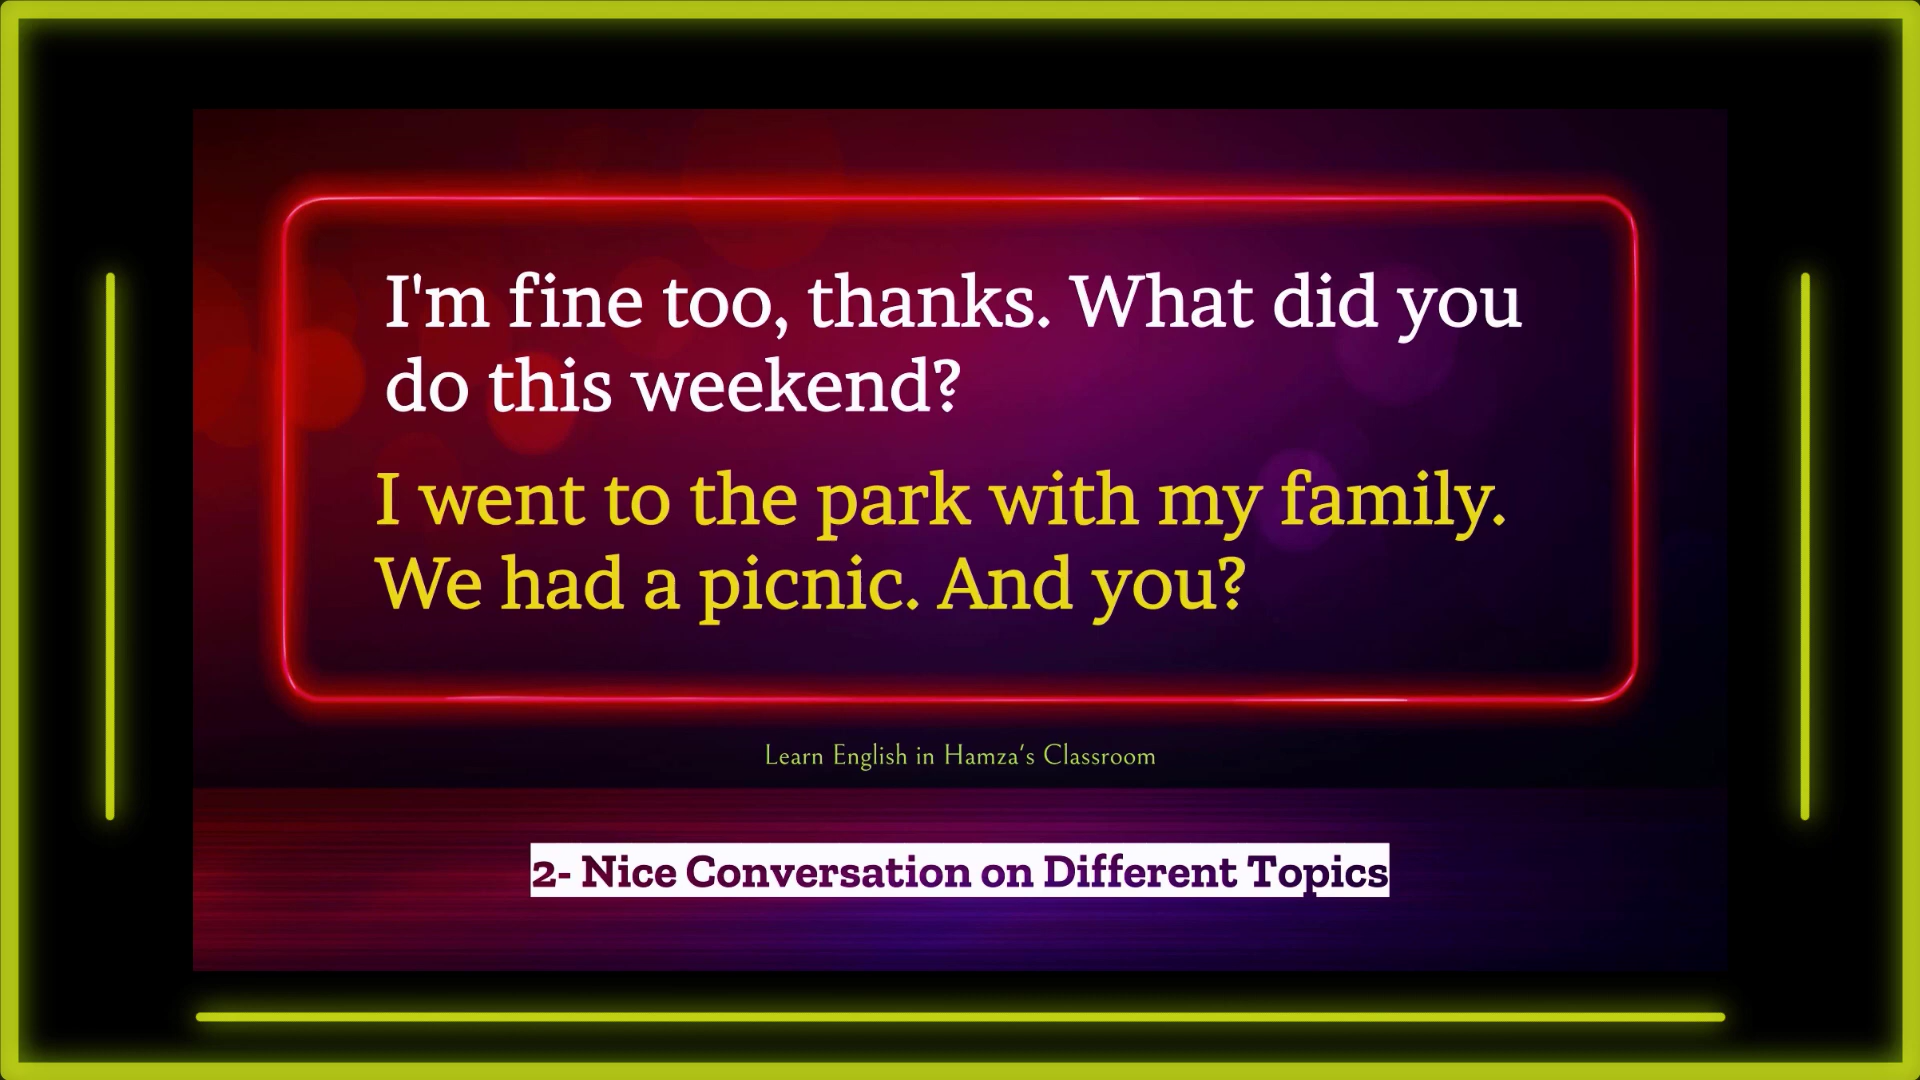 I'm fine too, thanks. What did you
do this weekend?
I went to the park with my family.
We had a picnic. And you?
Learn English in Hamza's Classroom
2- Nice Conversation on Different Topics